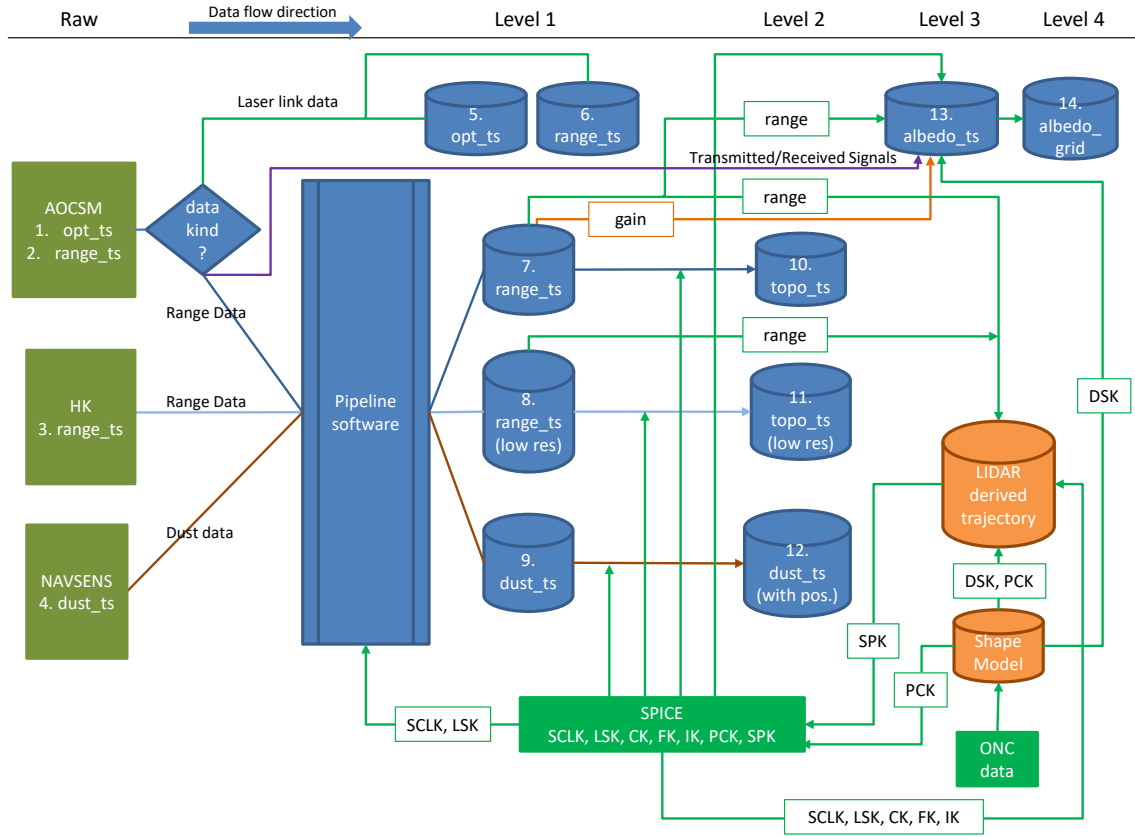 Raw
Data flow direction
Level 1
Level 2
Level 3
Level 4
Laser link data
5.
opt_ts
6.
range_ts
range
13.
albedo_ts
14.
albedo_
grid
Transmitted/Received Signals
AOCSM
1. opt_ts
2. range_ts
data
kind
?
range
gain
7.
range_ts
10.
topo_ts
Range Data
range
HK
3. range_ts
Range Data
Pipeline
software
8.
range_ts
(low res)
11.
topo_ts
(low res)
DSK
LIDAR
derived
trajectory
Dust data
NAVSENS
4. dust_ts
9.
dust_ts
12.
dust_ts
(with pos.)
DSK, PCK
SPK
Shape
Model
PCK
SCLK, LSK
SPICE
SCLK, LSK, CK, FK, IK, PCK, SPK
ONC
data
SCLK, LSK, CK, FK, IK